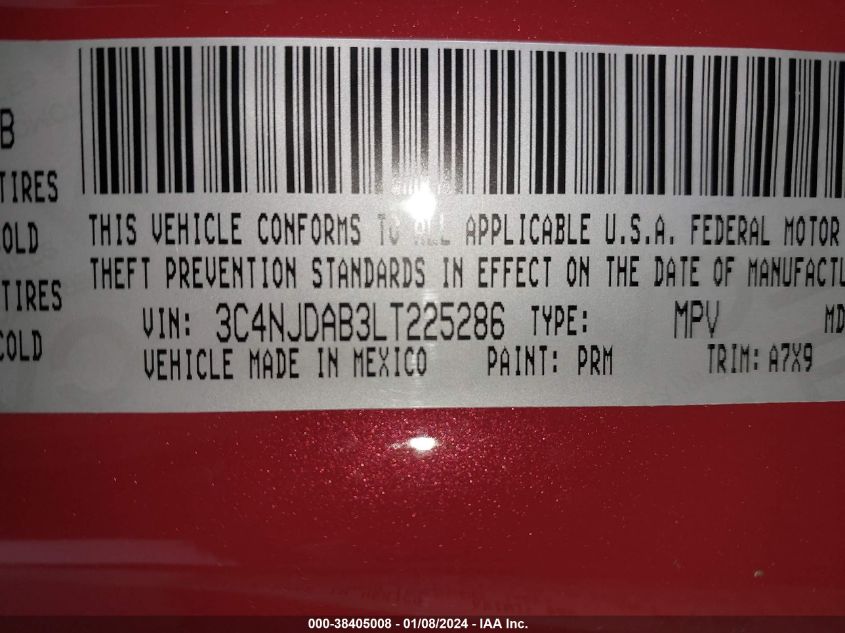 B
TIRES
OLD
TIRES
COLD
THIS VEHICLE CONFORMS TO ALL APPLICABLE U.S.A. FEDERAL MOTOR
THEFT PREVENTION STANDARDS IN EFFECT ON THE DATE OF MANUFACTU
VIN: 3C4NJDAB3LT225286 TYPE: MPV MD
VEHICLE MADE IN MEXICO PAINT: PRM TRIM: A7X9
000-38405008 - 01/08/2024 - IAA Inc.